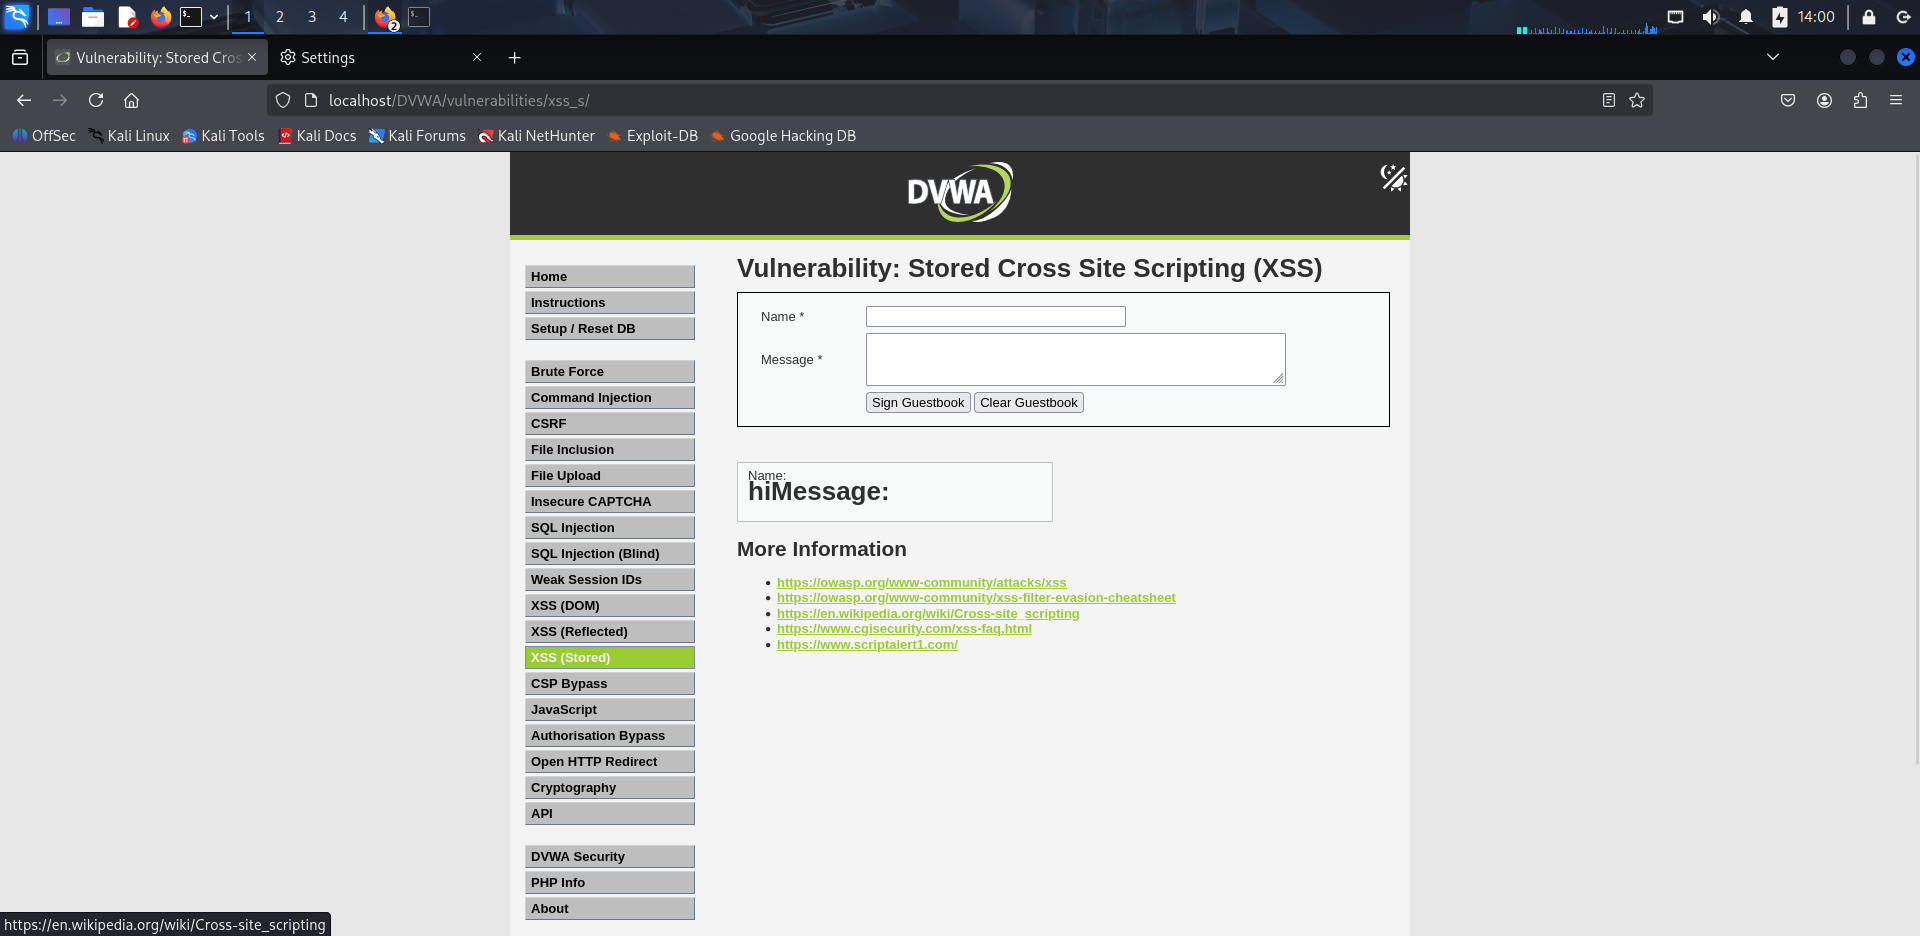 1 2 3 4 2 14:00
Vulnerability: Stored Cros Settings
localhost/DVWA/vulnerabilities/xss_s/
OffSec Kali Linux Kali Tools Kali Docs Kali Forums Kali NetHunter Exploit-DB Google Hacking DB
DVWA
Home
Instructions
Setup / Reset DB
Brute Force
Command Injection
CSRF
File Inclusion
File Upload
Insecure CAPTCHA
SQL Injection
SQL Injection (Blind)
Weak Session IDs
XSS (DOM)
XSS (Reflected)
XSS (Stored)
CSP Bypass
JavaScript
Authorisation Bypass
Open HTTP Redirect
Cryptography
API
DVWA Security
PHP Info
About
Vulnerability: Stored Cross Site Scripting (XSS)
Name *
Message *
Sign Guestbook Clear Guestbook
Name:
hiMessage:
More Information
https://owasp.org/www-community/attacks/xss
https://owasp.org/www-community/xss-filter-evasion-cheatsheet
https://en.wikipedia.org/wiki/Cross-site_scripting
https://www.cgisecurity.com/xss-faq.html
https://www.scriptalert1.com/
https://en.wikipedia.org/wiki/Cross-site_scripting